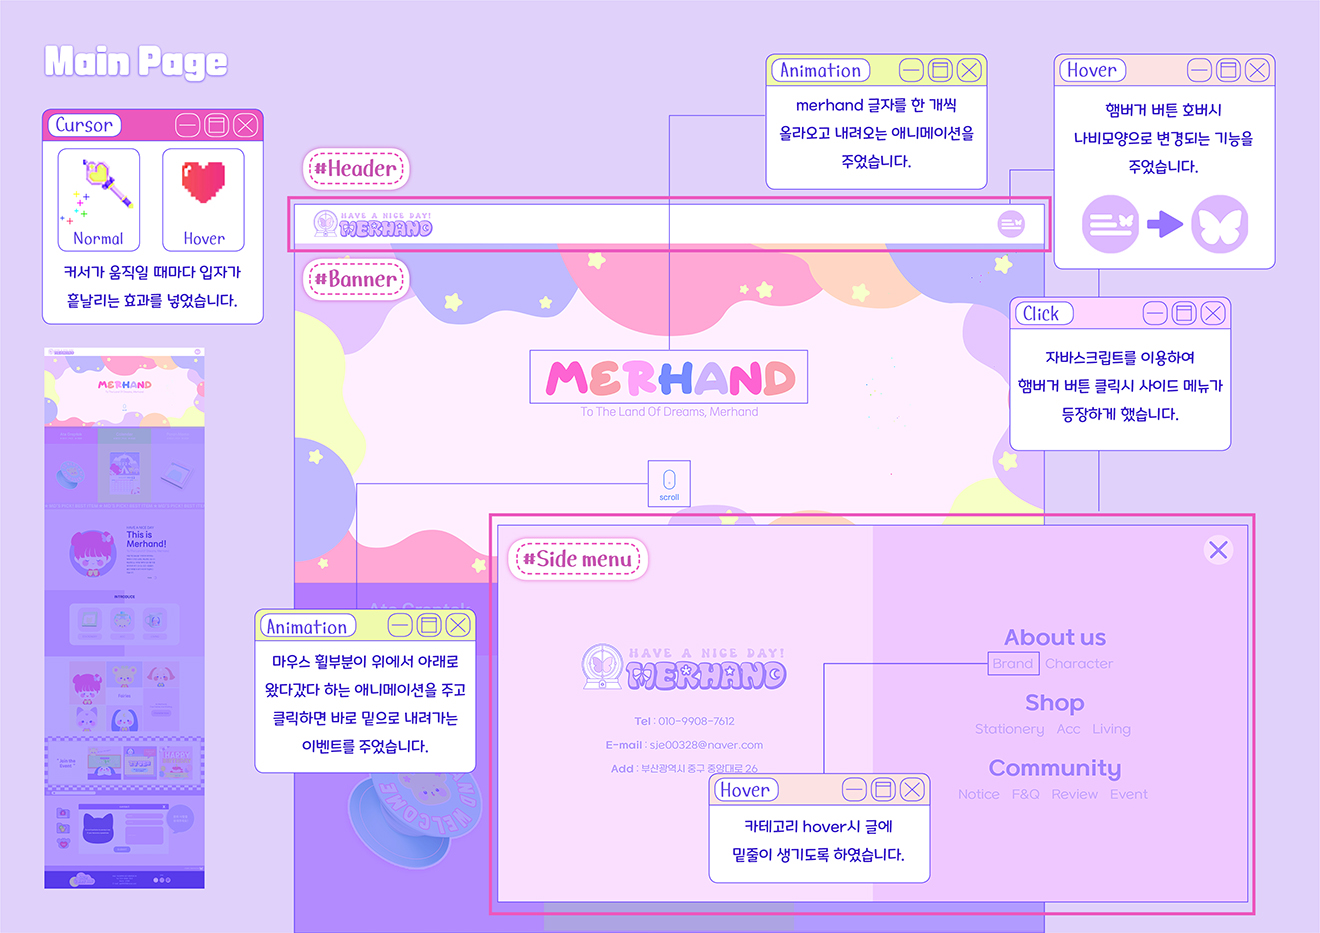 Main Page
Cursor
Normal
Hover
커서가 움직일 때마다 입자가
흩날리는 효과를 넣었습니다.
Animation
merhand 글자를 한 개씩
올라오고 내려오는 애니메이션을
주었습니다.
Hover
햄버거 버튼 호버시
나비모양으로 변경되는 기능을
주었습니다.
#Header
HAVE A NICE DAY!
MERHAND
#Banner
Click
자바스크립트를 이용하여
햄버거 버튼 클릭시 사이드 메뉴가
등장하게 했습니다.
MERHAND
To The Land Of Dreams, Merhand
scroll
MERHAND
This is
Merhand!
INTRODUCE
#Side menu
Animation
마우스 휠부분이 위에서 아래로
왔다갔다 하는 애니메이션을 주고
클릭하면 바로 밑으로 내려가는
이벤트를 주었습니다.
WELCOME
HAVE A NICE DAY!
MERHAND
Tel : 010-9908-7612
E-mail : sje00328@naver.com
Add : 부산광역시 중구 중앙대로 26
About us
Brand Character
Shop
Stationery Acc Living
Community
Notice F&Q Review Event
Hover
카테고리 hover시 글에
밑줄이 생기도록 하였습니다.